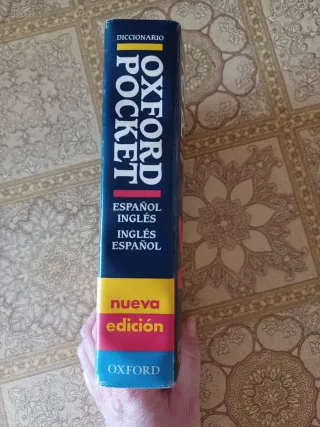 DICCIONARIO
OXFORD
POCKET
ESPAÑOL
INGLÉS
INGLÉS
ESPAÑOL
nueva
edición
OXFORD